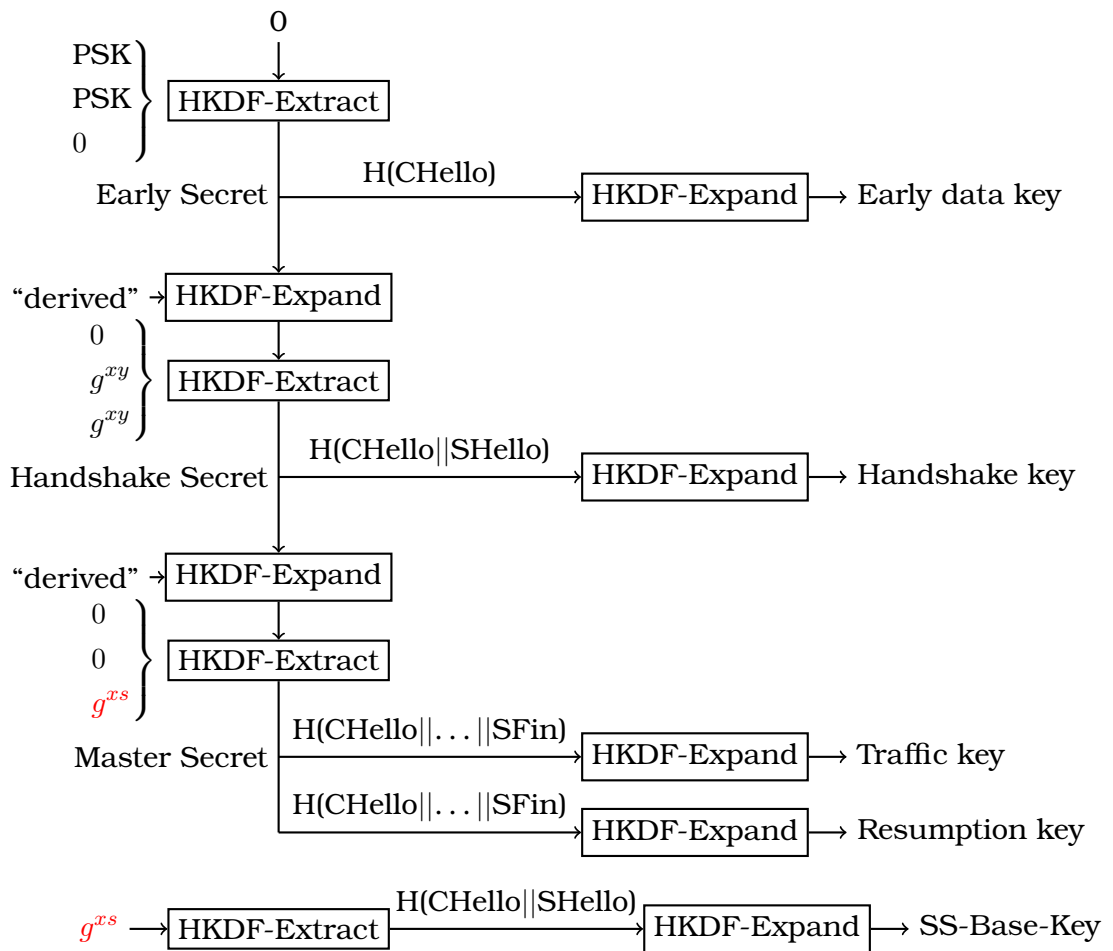 0
PSK
PSK
0
HKDF-Extract
H(CHello)
Early Secret
HKDF-Expand
Early data key
“derived”
HKDF-Expand
0
g^{xy}
g^{xy}
HKDF-Extract
H(CHello||SHello)
Handshake Secret
HKDF-Expand
Handshake key
“derived”
HKDF-Expand
0
0
g^{xs}
HKDF-Extract
H(CHello||...||SFin)
Master Secret
HKDF-Expand
Traffic key
H(CHello||...||SFin)
HKDF-Expand
Resumption key
g^{xs}
HKDF-Extract
H(CHello||SHello)
HKDF-Expand
SS-Base-Key